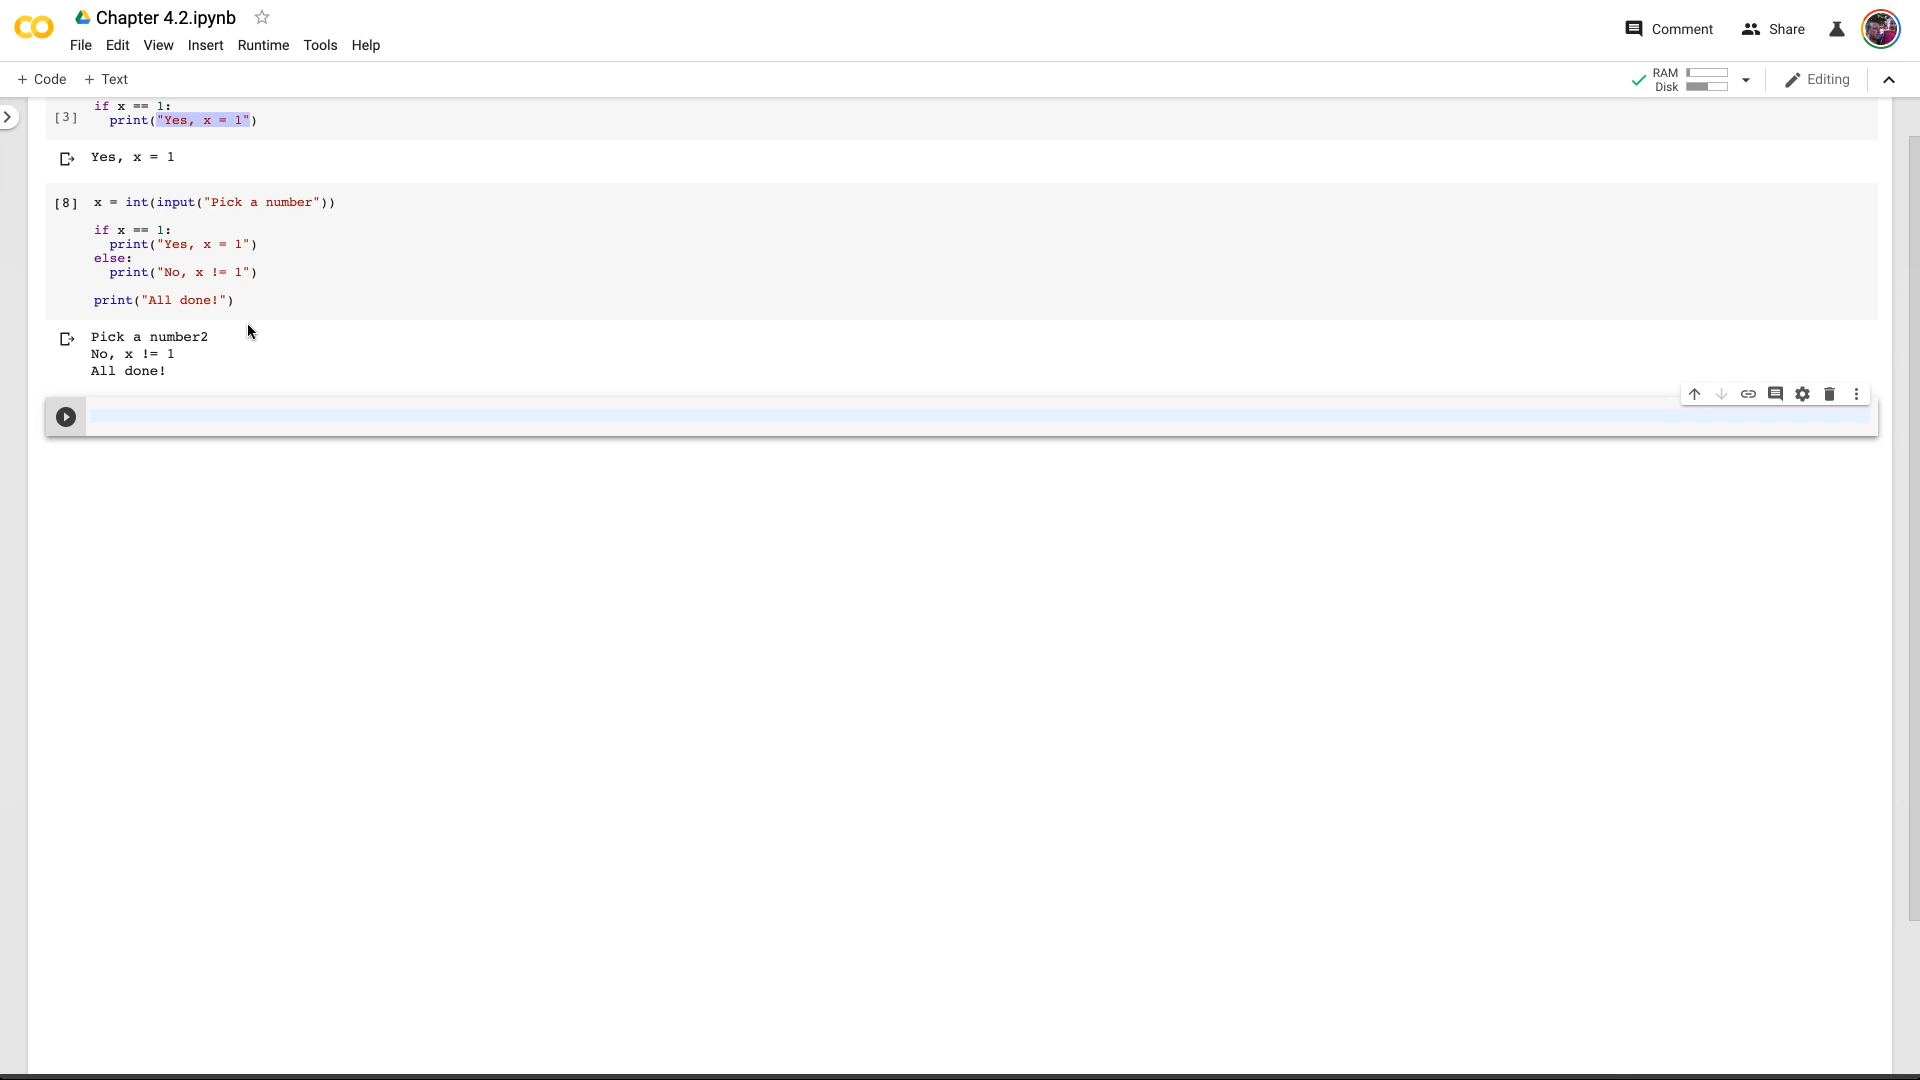 CO
Chapter 4.2.ipynb
File Edit View Insert Runtime Tools Help
Comment
Share
+ Code + Text
RAM
Disk
Editing
if x == 1:
[3] print("Yes, x = 1")
Yes, x = 1
[8] x = int(input("Pick a number"))
if x == 1:
print("Yes, x = 1")
else:
print("No, x != 1")
print("All done!")
Pick a number2
No, x != 1
All done!